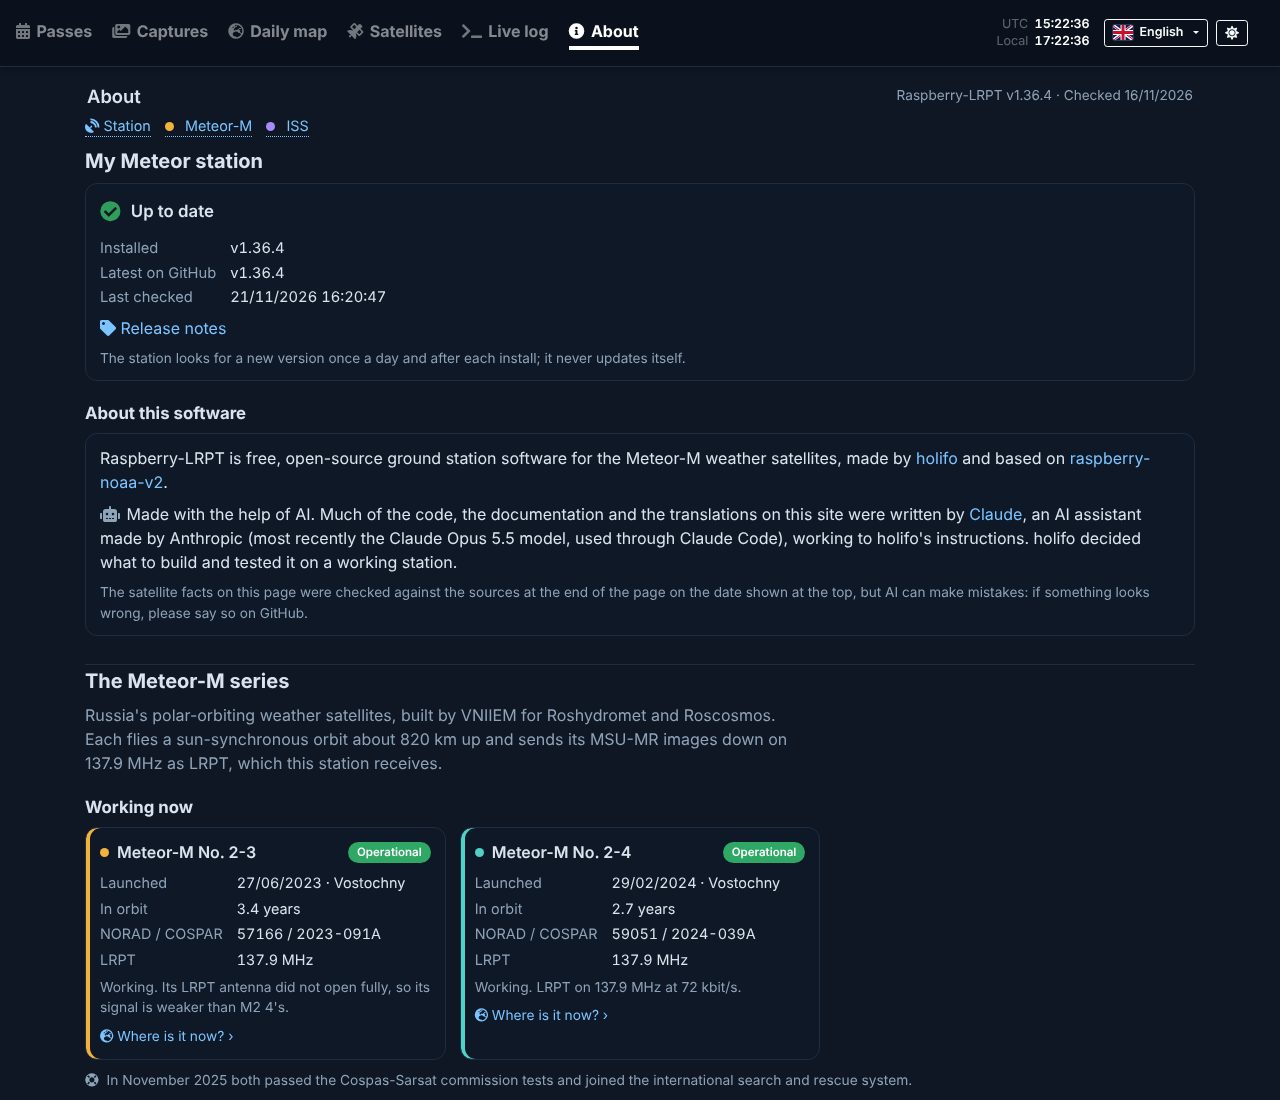 Passes Captures Daily map Satellites Live log About
UTC 15:22:36
Local 17:22:36
English
About
Raspberry-LRPT v1.36.4 · Checked 16/11/2026
Station Meteor-M ISS
My Meteor station
Up to date
Installed v1.36.4
Latest on GitHub v1.36.4
Last checked 21/11/2026 16:20:47
Release notes
The station looks for a new version once a day and after each install; it never updates itself.
About this software
Raspberry-LRPT is free, open-source ground station software for the Meteor-M weather satellites, made by holifo and based on raspberry-
noaa-v2.
Made with the help of AI. Much of the code, the documentation and the translations on this site were written by Claude, an AI assistant
made by Anthropic (most recently the Claude Opus 5.5 model, used through Claude Code), working to holifo's instructions. holifo decided
what to build and tested it on a working station.
The satellite facts on this page were checked against the sources at the end of the page on the date shown at the top, but AI can make mistakes: if something looks
wrong, please say so on GitHub.
The Meteor-M series
Russia's polar-orbiting weather satellites, built by VNIIEM for Roshydromet and Roscosmos.
Each flies a sun-synchronous orbit about 820 km up and sends its MSU-MR images down on
137.9 MHz as LRPT, which this station receives.
Working now
Meteor-M No. 2-3 Operational
Launched 27/06/2023 · Vostochny
In orbit 3.4 years
NORAD / COSPAR 57166 / 2023-091A
LRPT 137.9 MHz
Working. Its LRPT antenna did not open fully, so its
signal is weaker than M2 4's.
Where is it now? ›
Meteor-M No. 2-4 Operational
Launched 29/02/2024 · Vostochny
In orbit 2.7 years
NORAD / COSPAR 59051 / 2024-039A
LRPT 137.9 MHz
Working. LRPT on 137.9 MHz at 72 kbit/s.
Where is it now? ›
In November 2025 both passed the Cospas-Sarsat commission tests and joined the international search and rescue system.